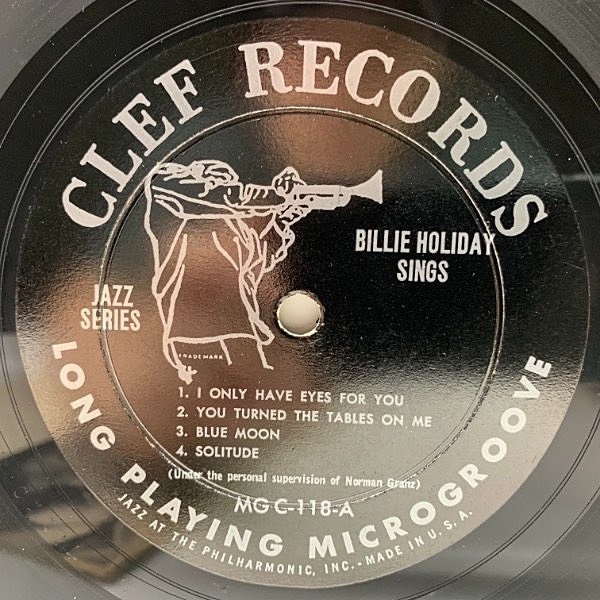 CLEF RECORDS
BILLIE HOLIDAY
SINGS
JAZZ
SERIES
TRADEMARK
1. I ONLY HAVE EYES FOR YOU
2. YOU TURNED THE TABLES ON ME
3. BLUE MOON
4. SOLITUDE
(Under the personal supervision of Norman Granz)
MG C-118-A
LONG PLAYING MICROGROOVE
JAZZ AT THE PHILHARMONIC, INC.-MADE IN U.S.A.